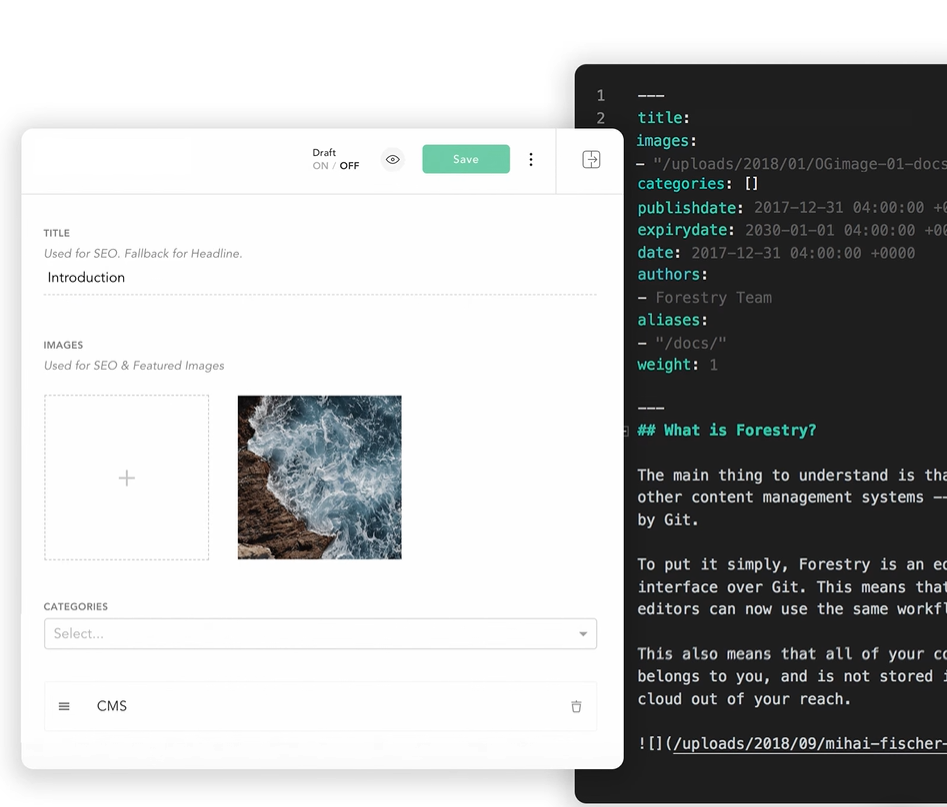 Draft
ON / OFF
Save
TITLE
Used for SEO. Fallback for Headline.
Introduction
IMAGES
Used for SEO & Featured Images
+
CATEGORIES
Select...
CMS
1 ---
2 title:
images:
- "/uploads/2018/01/OGimage-01-docs
categories: []
publishdate: 2017-12-31 04:00:00 +0
expirydate: 2030-01-01 04:00:00 +00
date: 2017-12-31 04:00:00 +0000
authors:
- Forestry Team
aliases:
- "/docs/"
weight: 1
---
## What is Forestry?
The main thing to understand is tha
other content management systems --
by Git.
To put it simply, Forestry is an ed
interface over Git. This means that
editors can now use the same workfl
This also means that all of your co
belongs to you, and is not stored i
cloud out of your reach.
![](/uploads/2018/09/mihai-fischer-